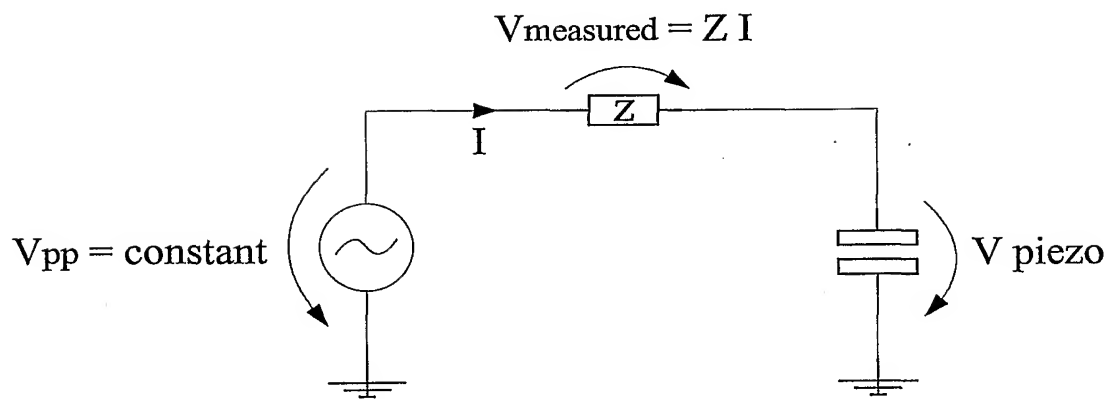 Vmeasured = Z I
Z
I
Vpp = constant
V piezo